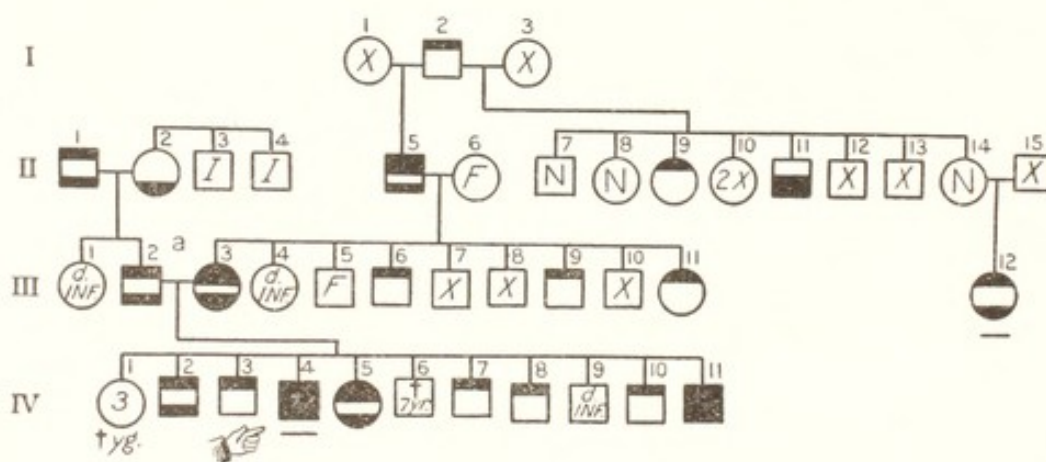 1 2 3
I X X
1 2 3 4 5 6 7 8 9 10 11 12 13 14 15
II I I F N N 2X X X N X
a
1 2 3 4 5 6 7 8 9 10 11 12
III d. INF. d. INF. F X X X
1 2 3 4 5 6 7 8 9 10 11
IV 3 † 7yr. d INF.
† yg.